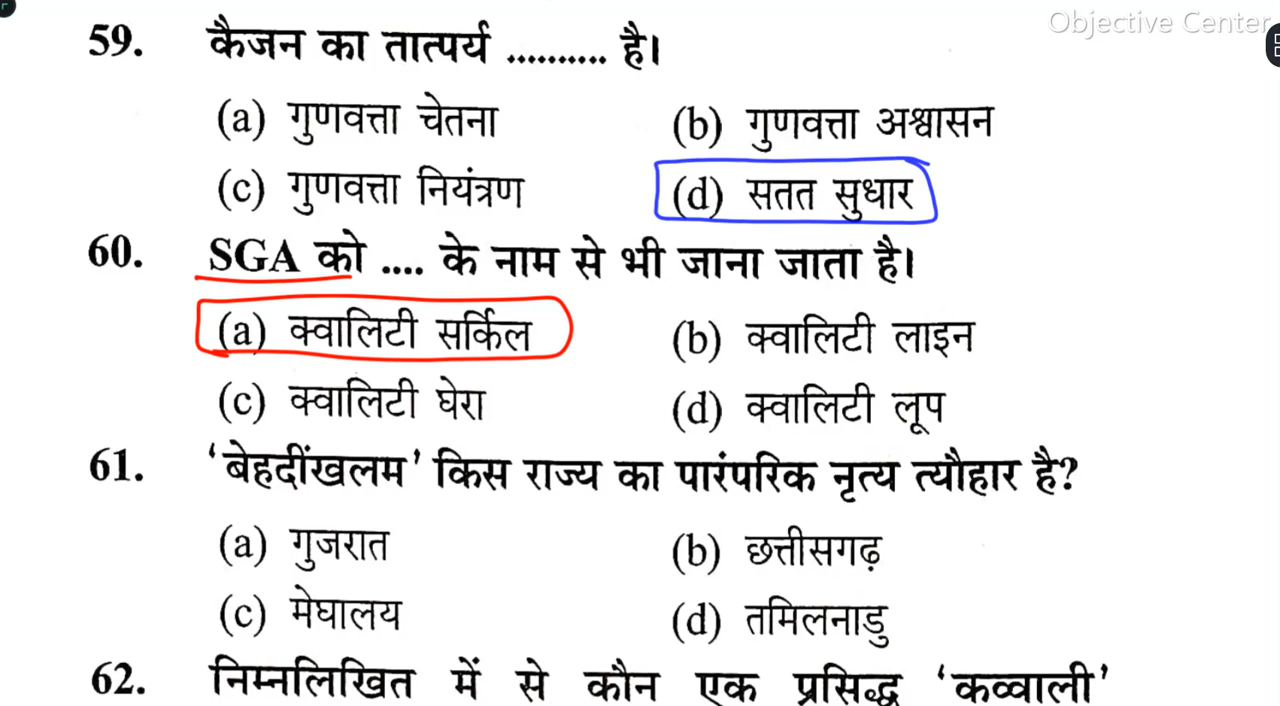 Objective Center
59. कैजन का तात्पर्य .......... है।
(a) गुणवत्ता चेतना (b) गुणवत्ता अश्वासन
(c) गुणवत्ता नियंत्रण (d) सतत सुधार
60. SGA को .... के नाम से भी जाना जाता है।
(a) क्वालिटी सर्किल (b) क्वालिटी लाइन
(c) क्वालिटी घेरा (d) क्वालिटी लूप
61. ‘बेहदींखलम’ किस राज्य का पारंपरिक नृत्य त्यौहार है?
(a) गुजरात (b) छत्तीसगढ़
(c) मेघालय (d) तमिलनाडु
62. निम्नलिखित में से कौन एक प्रसिद्ध ‘कव्वाली’